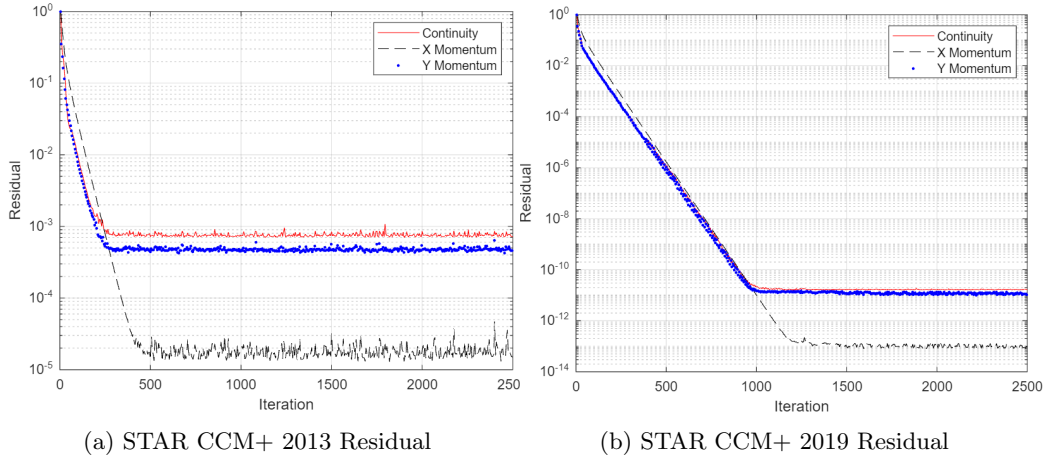 10^0
10^-1
10^-2
10^-3
10^-4
10^-5
Residual
0 500 1000 1500 2000 2500
Iteration
Continuity
X Momentum
Y Momentum
(a) STAR CCM+ 2013 Residual
10^0
10^-2
10^-4
10^-6
10^-8
10^-10
10^-12
10^-14
Residual
0 500 1000 1500 2000 2500
Iteration
Continuity
X Momentum
Y Momentum
(b) STAR CCM+ 2019 Residual